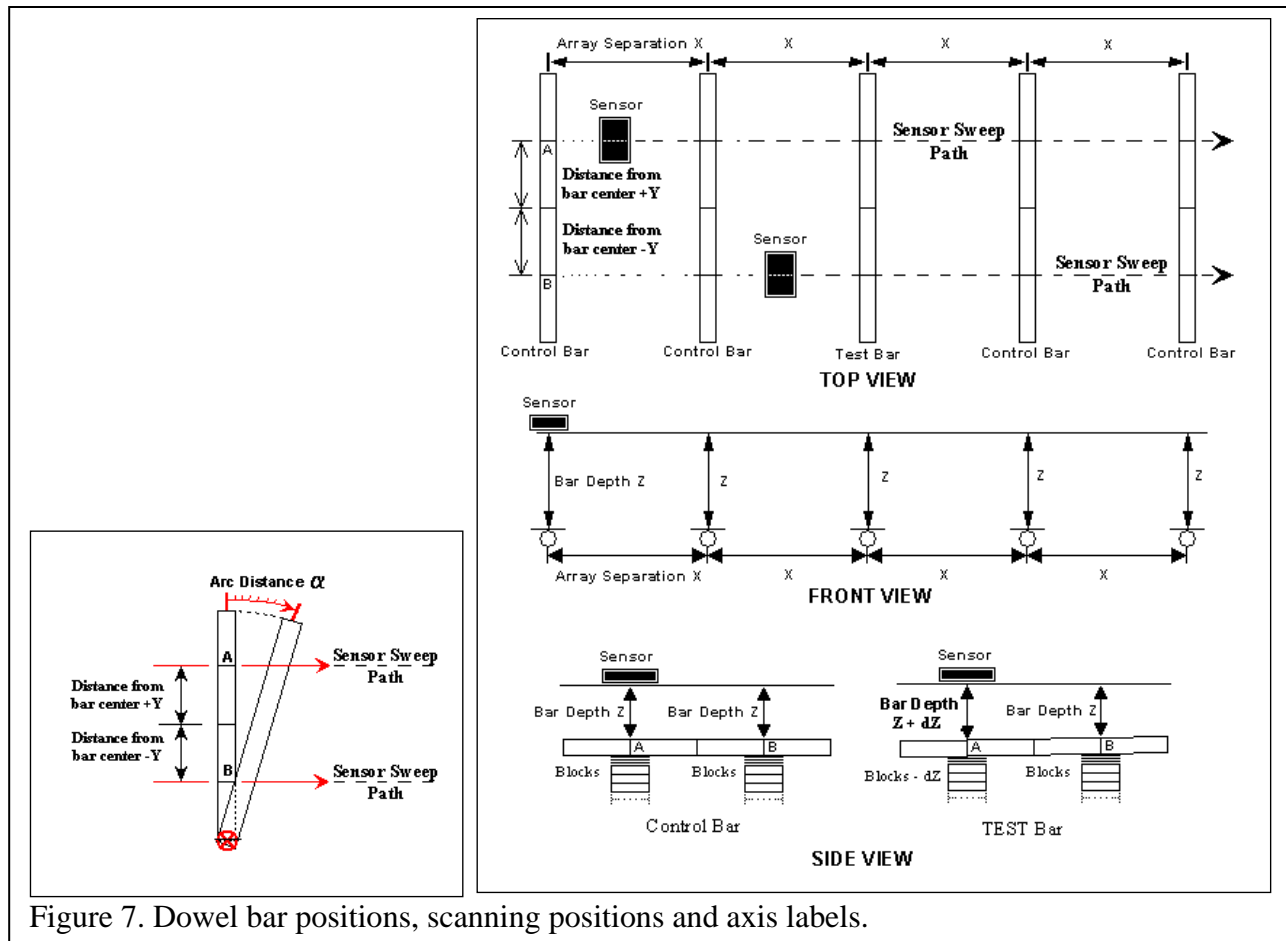 Array Separation X
X
X
X
Sensor
Sensor Sweep
Path
A
Distance from
bar center +Y
Distance from
bar center -Y
Sensor
Sensor Sweep
Path
B
Control Bar
Control Bar
Test Bar
Control Bar
Control Bar
TOP VIEW
Sensor
Bar Depth Z
Z
Z
Z
Z
Array Separation X
X
X
X
FRONT VIEW
Sensor
Bar Depth Z
Bar Depth Z
A
B
Blocks
Blocks
Control Bar
Sensor
Bar Depth
Z + dZ
Bar Depth Z
A
B
Blocks - dZ
Blocks
TEST Bar
SIDE VIEW
Arc Distance α
A
Sensor Sweep
Path
Distance from
bar center +Y
Distance from
bar center -Y
B
Sensor Sweep
Path
Figure 7. Dowel bar positions, scanning positions and axis labels.